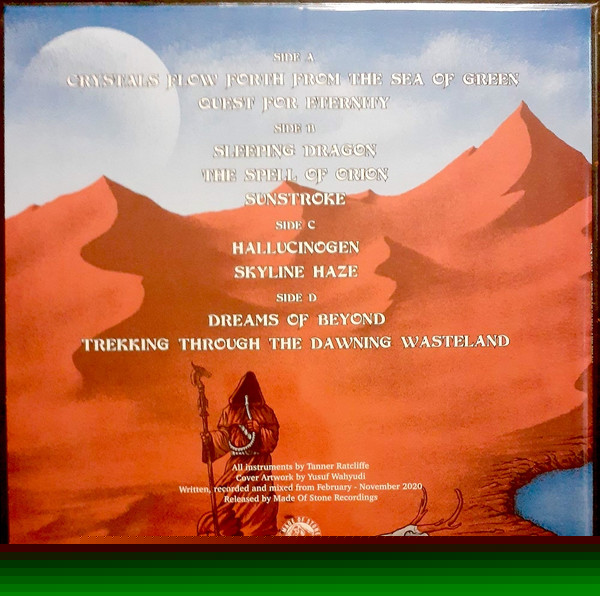 SIDE A
CRYSTALS FLOW FORTH FROM THE SEA OF GREEN
QUEST FOR ETERNITY
SIDE B
SLEEPING DRAGON
THE SPELL OF ORION
SUNSTROKE
SIDE C
HALLUCINOGEN
SKYLINE HAZE
SIDE D
DREAMS OF BEYOND
TREKKING THROUGH THE DAWNING WASTELAND
All instruments by Tanner Ratcliffe
Cover Artwork by Yusuf Wahyudi
Written, recorded and mixed from February - November 2020
Released by Made Of Stone Recordings
MADE OF STONE